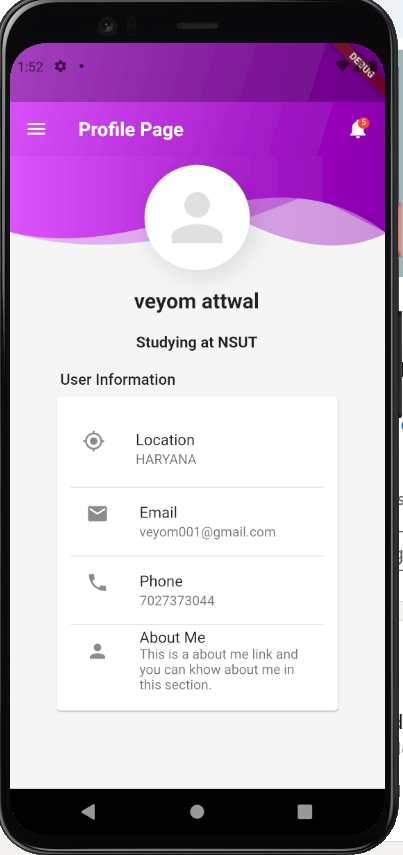 1:52
DEBUG
Profile Page
5
veyom attwal
Studying at NSUT
User Information
Location
HARYANA
Email
veyom001@gmail.com
Phone
7027373044
About Me
This is a about me link and
you can khow about me in
this section.